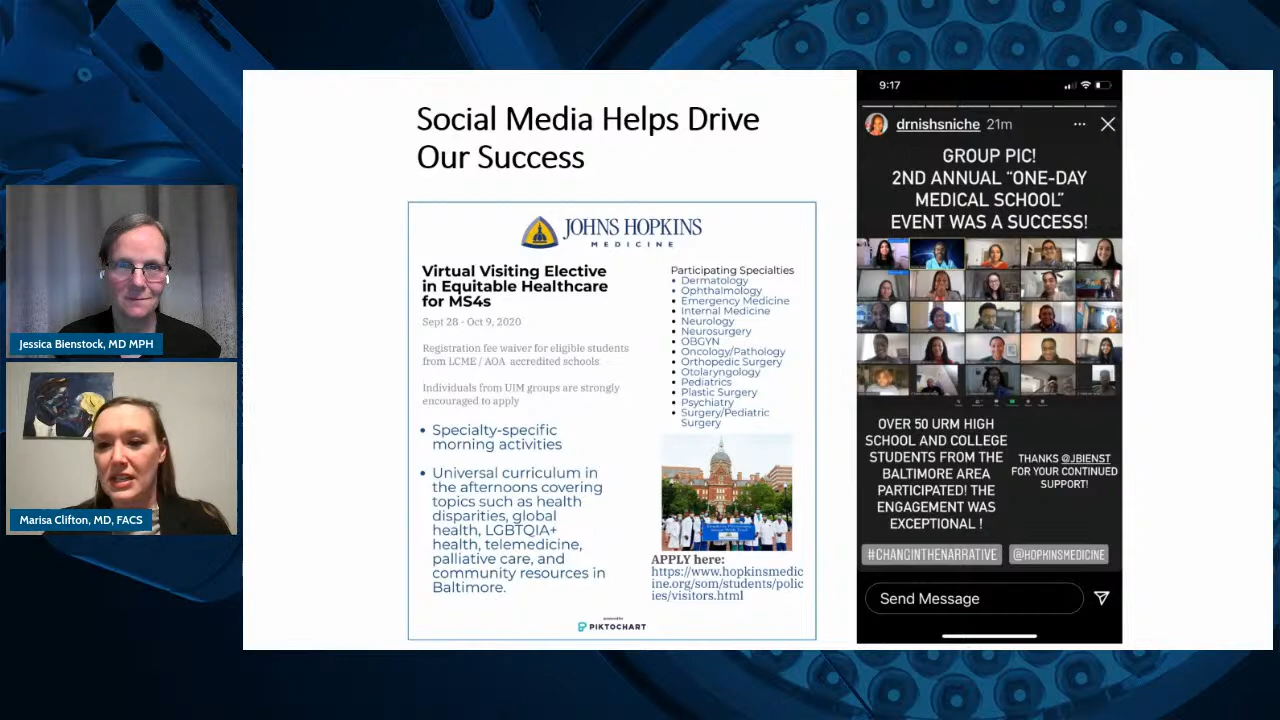 Jessica Bienstock, MD MPH
Marisa Clifton, MD, FACS
Social Media Helps Drive
Our Success
JOHNS HOPKINS
MEDICINE
Virtual Visiting Elective
in Equitable Healthcare
for MS4s
Sept 28 - Oct 9, 2020
Registration fee waiver for eligible students
from LCME / AOA accredited schools
Individuals from UIM groups are strongly
encouraged to apply
• Specialty-specific
morning activities
• Universal curriculum in
the afternoons covering
topics such as health
disparities, global
health, LGBTQIA+
health, telemedicine,
palliative care, and
community resources in
Baltimore.
Participating Specialties
• Dermatology
• Ophthalmology
• Emergency Medicine
• Internal Medicine
• Neurology
• Neurosurgery
• OBGYN
• Oncology/Pathology
• Orthopedic Surgery
• Otolaryngology
• Pediatrics
• Plastic Surgery
• Psychiatry
• Surgery/Pediatric
Surgery
APPLY here:
https://www.hopkinsmedic
ine.org/som/students/polic
ies/visitors.html
powered by
PIKTOCHART
9:17
drnishsniche 21m
GROUP PIC!
2ND ANNUAL "ONE-DAY
MEDICAL SCHOOL"
EVENT WAS A SUCCESS!
OVER 50 URM HIGH
SCHOOL AND COLLEGE
STUDENTS FROM THE
BALTIMORE AREA
PARTICIPATED! THE
ENGAGEMENT WAS
EXCEPTIONAL !
THANKS @JBIENST
FOR YOUR CONTINUED
SUPPORT!
#CHANGINTHENARRATIVE
@HOPKINSMEDICINE
Send Message